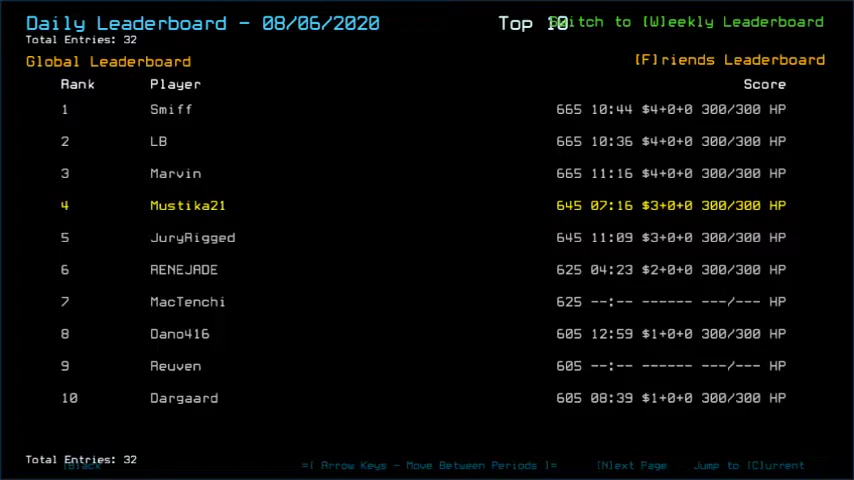 Daily Leaderboard - 08/06/2020 Top 10 Switch to [W]eekly Leaderboard
Total Entries: 32
Global Leaderboard [F]riends Leaderboard
Rank Player Score
1 Smiff 665 10:44 $4+0+0 300/300 HP
2 LB 665 10:36 $4+0+0 300/300 HP
3 Marvin 665 11:16 $4+0+0 300/300 HP
4 Mustika21 645 07:16 $3+0+0 300/300 HP
5 JuryRigged 645 11:09 $3+0+0 300/300 HP
6 RENEJADE 625 04:23 $2+0+0 300/300 HP
7 MacTenchi 625 --:-- ------ ---/--- HP
8 Dano416 605 12:59 $1+0+0 300/300 HP
9 Reuven 605 --:-- ------ ---/--- HP
10 Dargaard 605 08:39 $1+0+0 300/300 HP
Total Entries: 32
[B]ack =[ Arrow Keys - Move Between Periods ]= [N]ext Page Jump to [C]urrent